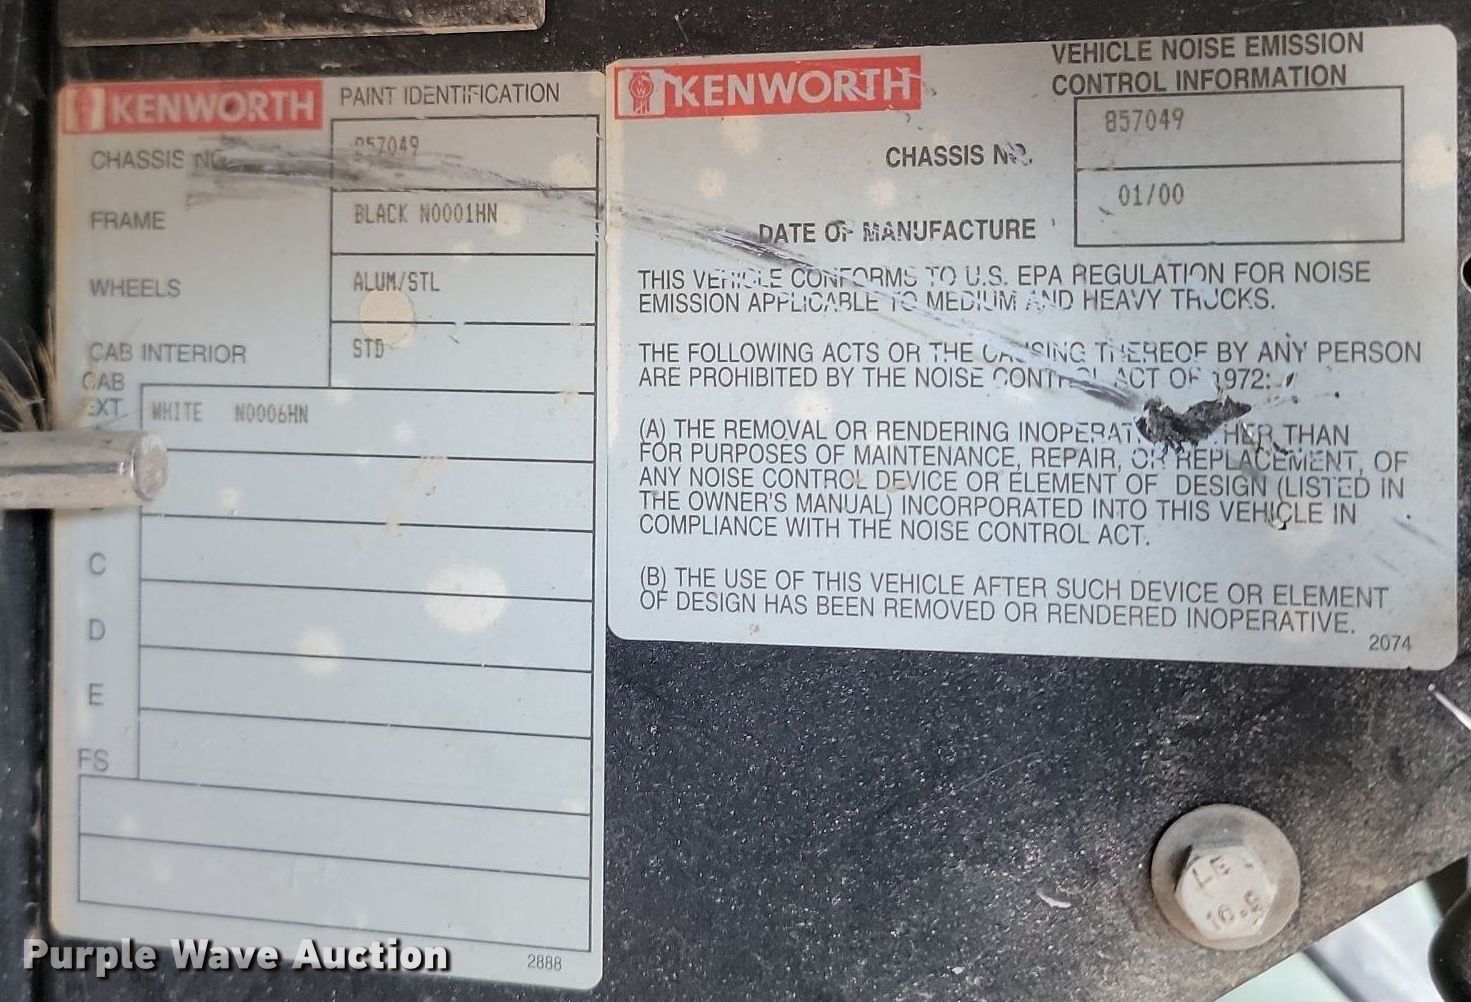 KENWORTH PAINT IDENTIFICATION
CHASSIS NO. 857049
FRAME BLACK N0001HN
WHEELS ALUM/STL
CAB INTERIOR STD
CAB
EXT. WHITE N0006HN
C
D
E
FS
2888
KENWORTH
VEHICLE NOISE EMISSION
CONTROL INFORMATION
CHASSIS NO. 857049
DATE OF MANUFACTURE 01/00
THIS VEHICLE CONFORMS TO U.S. EPA REGULATION FOR NOISE
EMISSION APPLICABLE TO MEDIUM AND HEAVY TRUCKS.
THE FOLLOWING ACTS OR THE CAUSING THEREOF BY ANY PERSON
ARE PROHIBITED BY THE NOISE CONTROL ACT OF 1972:
(A) THE REMOVAL OR RENDERING INOPERATIVE, OTHER THAN
FOR PURPOSES OF MAINTENANCE, REPAIR, OR REPLACEMENT, OF
ANY NOISE CONTROL DEVICE OR ELEMENT OF DESIGN (LISTED IN
THE OWNER'S MANUAL) INCORPORATED INTO THIS VEHICLE IN
COMPLIANCE WITH THE NOISE CONTROL ACT.
(B) THE USE OF THIS VEHICLE AFTER SUCH DEVICE OR ELEMENT
OF DESIGN HAS BEEN REMOVED OR RENDERED INOPERATIVE.
2074
LE
10.9
Purple Wave Auction